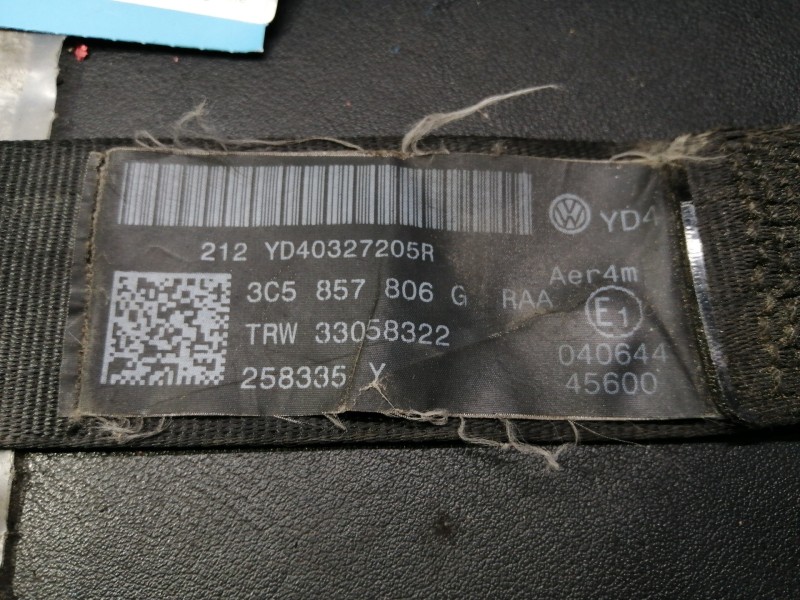 YD4
212 YD40327205R
Aer4m
3C5 857 806 G RAA
E1
TRW 33058322
040644
258335 X
45600